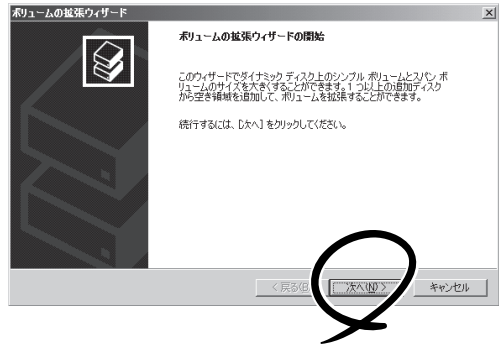 ボリュームの拡張ウィザード
ボリュームの拡張ウィザードの開始
このウィザードでダイナミック ディスク上のシンプル ボリュームとスパン ボ
リュームのサイズを大きくすることができます。1 つ以上の追加ディスク
から空き領域を追加して、ボリュームを拡張することができます。
続行するには、[次へ] をクリックしてください。
< 戻る(B 次へ(N) > キャンセル